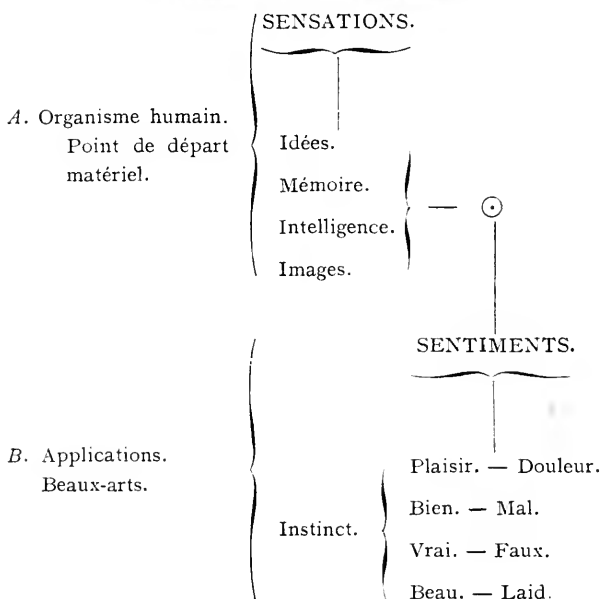 SENSATIONS.
A. Organisme humain.
Point de départ
matériel.
Idées.
Mémoire.
Intelligence.
Images.
SENTIMENTS.
B. Applications.
Beaux-arts.
Instinct.
Plaisir. — Douleur.
Bien. — Mal.
Vrai. — Faux.
Beau. — Laid.